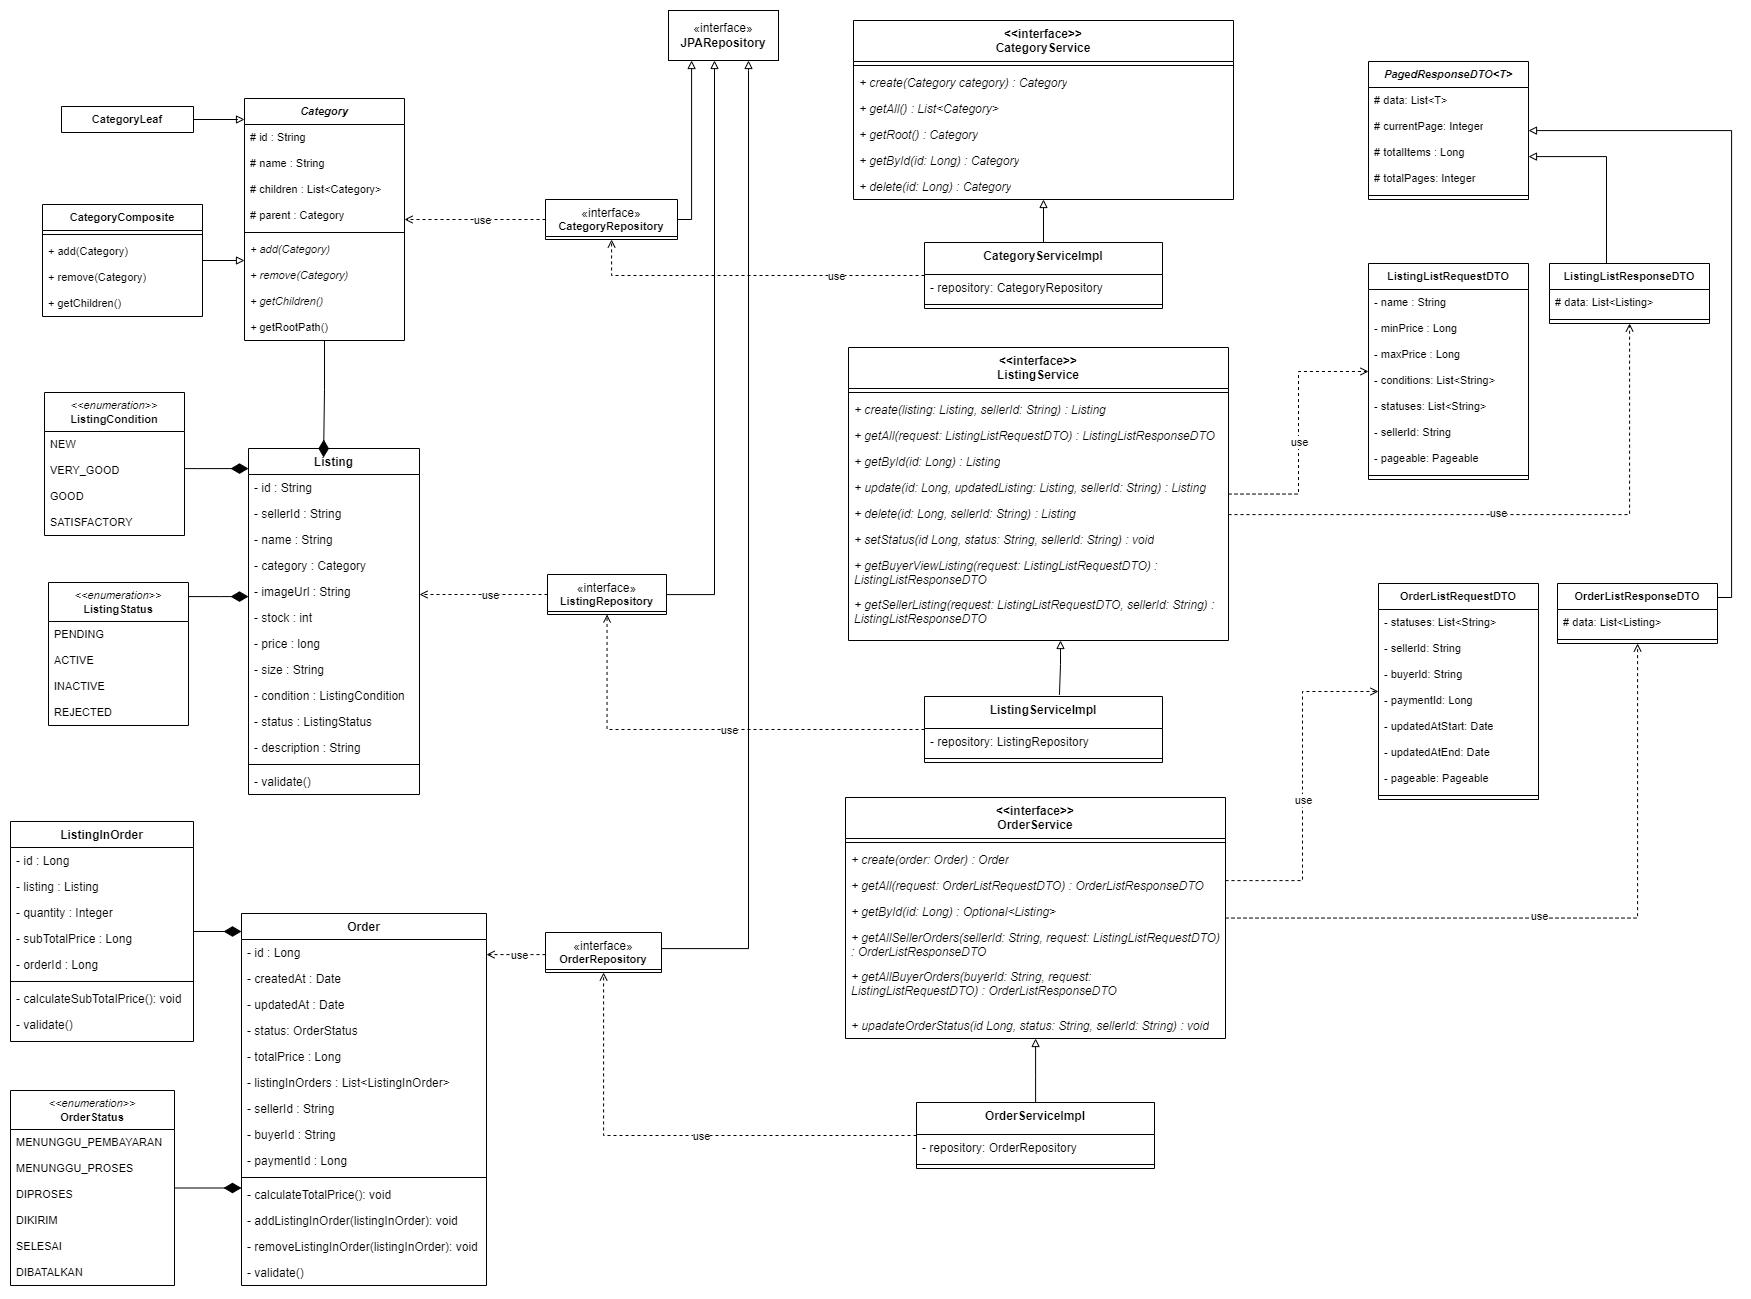 «interface»
JPARepository
<<interface>>
CategoryService
+ create(Category category) : Category
+ getAll() : List<Category>
+ getRoot() : Category
+ getById(id: Long) : Category
+ delete(id: Long) : Category
PagedResponseDTO<T>
# data: List<T>
# currentPage: Integer
# totalItems : Long
# totalPages: Integer
CategoryLeaf
Category
# id : String
# name : String
# children : List<Category>
# parent : Category
+ add(Category)
+ remove(Category)
+ getChildren()
+ getRootPath()
CategoryComposite
+ add(Category)
+ remove(Category)
+ getChildren()
use
«interface»
CategoryRepository
use
CategoryServiceImpl
- repository: CategoryRepository
ListingListRequestDTO
- name : String
- minPrice : Long
- maxPrice : Long
- conditions: List<String>
- statuses: List<String>
- sellerId: String
- pageable: Pageable
ListingListResponseDTO
# data: List<Listing>
<<interface>>
ListingService
+ create(listing: Listing, sellerId: String) : Listing
+ getAll(request: ListingListRequestDTO) : ListingListResponseDTO
+ getById(id: Long) : Listing
+ update(id: Long, updatedListing: Listing, sellerId: String) : Listing
+ delete(id: Long, sellerId: String) : Listing
+ setStatus(id Long, status: String, sellerId: String) : void
+ getBuyerViewListing(request: ListingListRequestDTO) :
ListingListResponseDTO
+ getSellerListing(request: ListingListRequestDTO, sellerId: String) :
ListingListResponseDTO
use
use
<<enumeration>>
ListingCondition
NEW
VERY_GOOD
GOOD
SATISFACTORY
Listing
- id : String
- sellerId : String
- name : String
- category : Category
- imageUrl : String
- stock : int
- price : long
- size : String
- condition : ListingCondition
- status : ListingStatus
- description : String
- validate()
<<enumeration>>
ListingStatus
PENDING
ACTIVE
INACTIVE
REJECTED
use
«interface»
ListingRepository
use
ListingServiceImpl
- repository: ListingRepository
OrderListRequestDTO
- statuses: List<String>
- sellerId: String
- buyerId: String
- paymentId: Long
- updatedAtStart: Date
- updatedAtEnd: Date
- pageable: Pageable
OrderListResponseDTO
# data: List<Listing>
<<interface>>
OrderService
+ create(order: Order) : Order
+ getAll(request: OrderListRequestDTO) : OrderListResponseDTO
+ getById(id: Long) : Optional<Listing>
+ getAllSellerOrders(sellerId: String, request: ListingListRequestDTO)
: OrderListResponseDTO
+ getAllBuyerOrders(buyerId: String, request:
ListingListRequestDTO) : OrderListResponseDTO
+ upadateOrderStatus(id Long, status: String, sellerId: String) : void
use
use
ListingInOrder
- id : Long
- listing : Listing
- quantity : Integer
- subTotalPrice : Long
- orderId : Long
- calculateSubTotalPrice(): void
- validate()
Order
- id : Long
- createdAt : Date
- updatedAt : Date
- status: OrderStatus
- totalPrice : Long
- listingInOrders : List<ListingInOrder>
- sellerId : String
- buyerId : String
- paymentId : Long
- calculateTotalPrice(): void
- addListingInOrder(listingInOrder): void
- removeListingInOrder(listingInOrder): void
- validate()
<<enumeration>>
OrderStatus
MENUNGGU_PEMBAYARAN
MENUNGGU_PROSES
DIPROSES
DIKIRIM
SELESAI
DIBATALKAN
use
«interface»
OrderRepository
use
OrderServiceImpl
- repository: OrderRepository